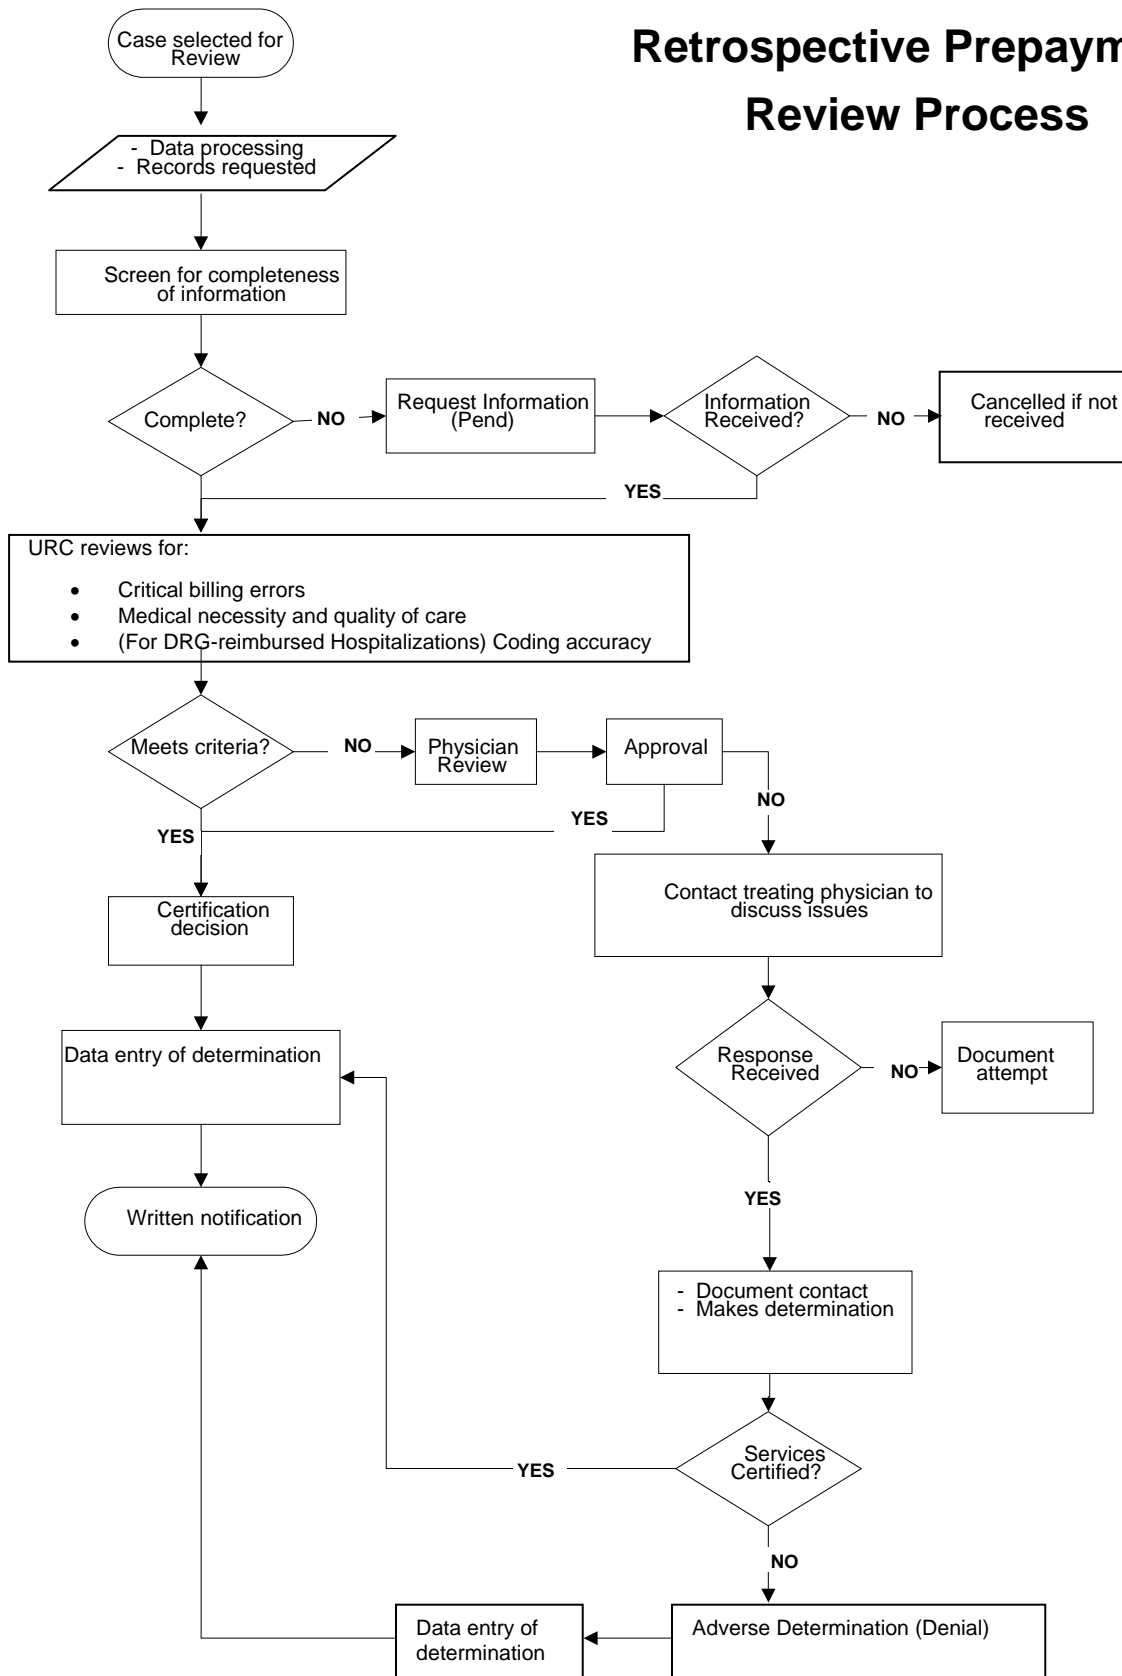 Retrospective Prepaym
Review Process
Case selected for
Review
- Data processing
- Records requested
Screen for completeness
of information
Complete?
NO
Request Information
(Pend)
Information
Received?
NO
Cancelled if not
received
YES
URC reviews for:
• Critical billing errors
• Medical necessity and quality of care
• (For DRG-reimbursed Hospitalizations) Coding accuracy
Meets criteria?
NO
Physician
Review
Approval
NO
YES
YES
Contact treating physician to
discuss issues
Certification
decision
Response
Received
NO
Document
attempt
Data entry of determination
YES
Written notification
- Document contact
- Makes determination
Services
Certified?
YES
NO
Adverse Determination (Denial)
Data entry of
determination